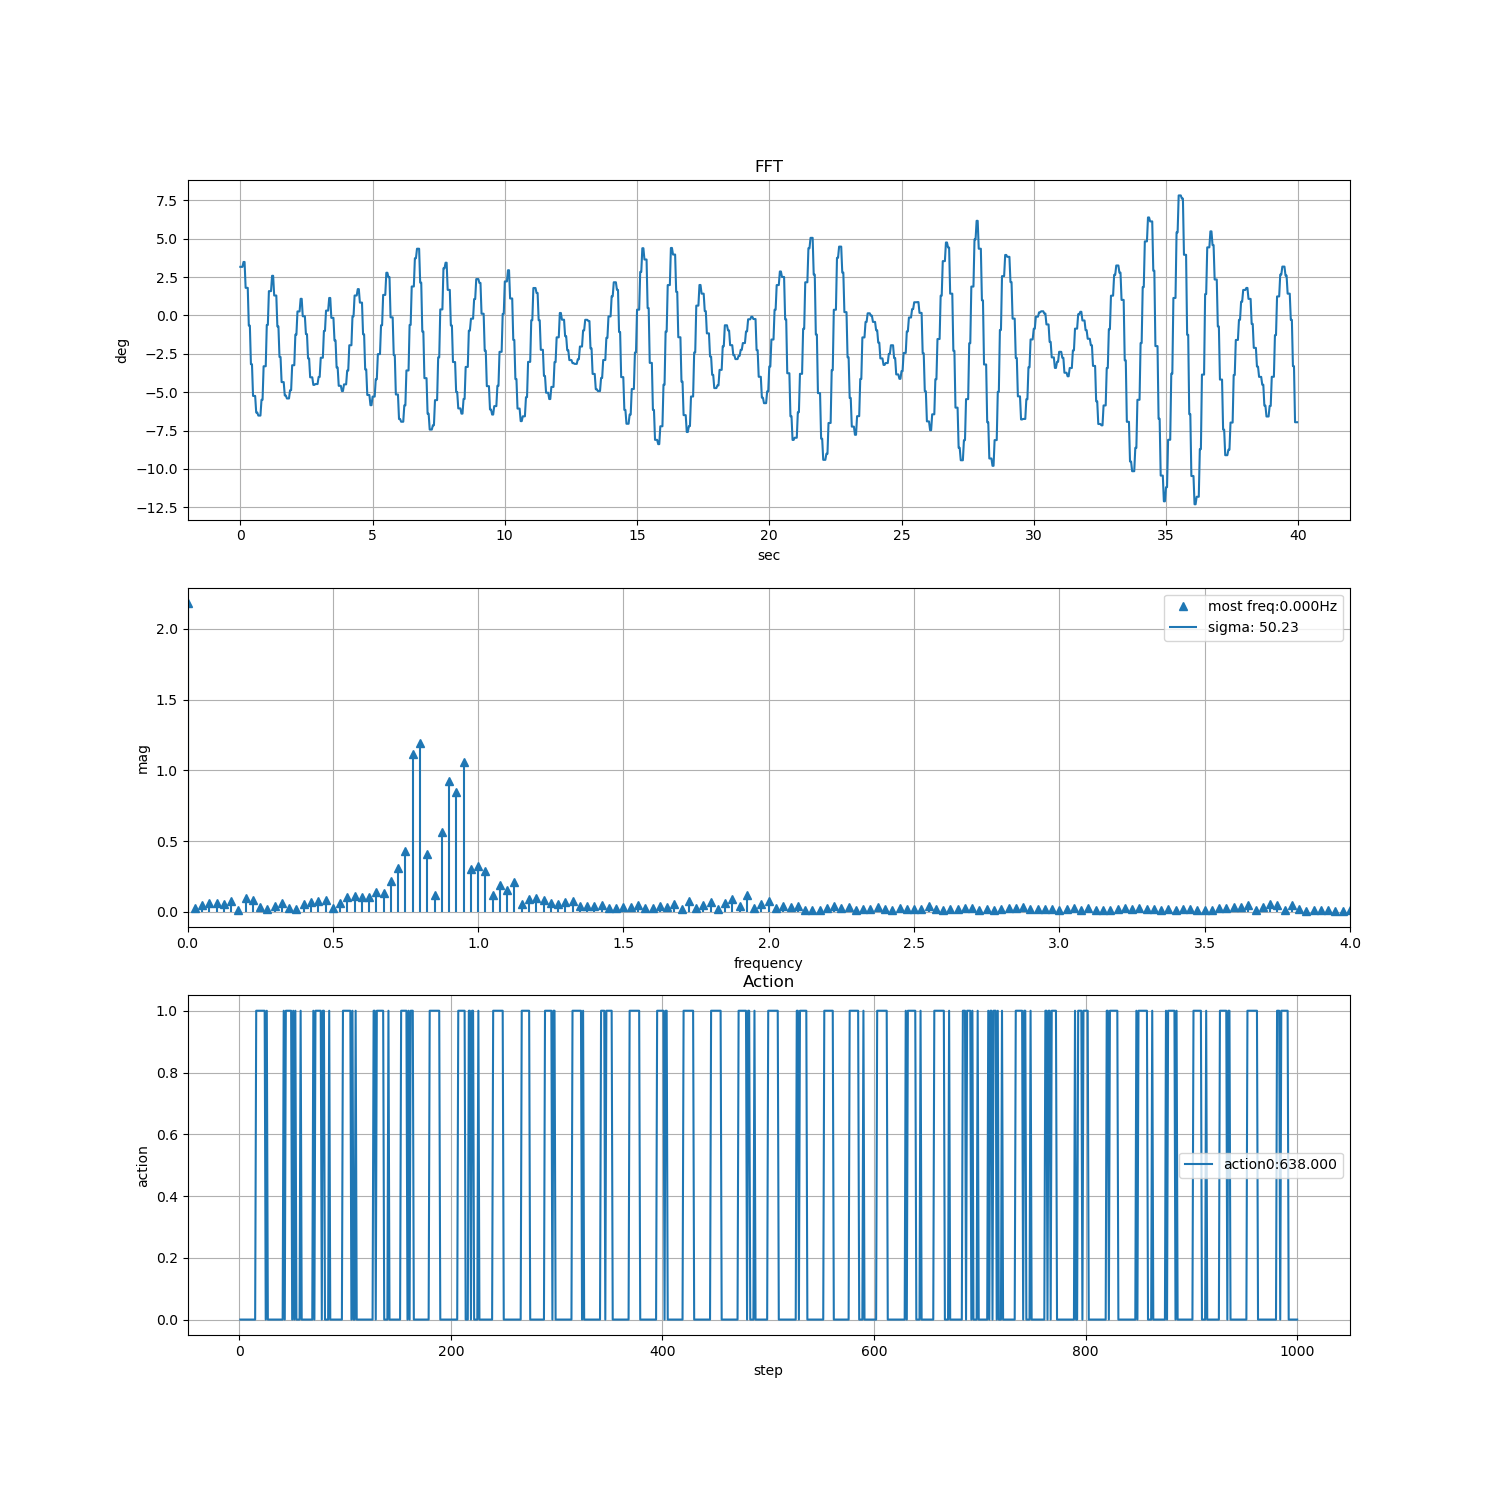 FFT
7.5
5.0
2.5
0.0
−2.5
−5.0
−7.5
−10.0
−12.5
deg
0 5 10 15 20 25 30 35 40
sec
most freq:0.000Hz
sigma: 50.23
2.0
1.5
1.0
0.5
0.0
mag
0.0 0.5 1.0 1.5 2.0 2.5 3.0 3.5 4.0
frequency
Action
1.0
0.8
0.6
0.4
0.2
0.0
action
action0:638.000
0 200 400 600 800 1000
step